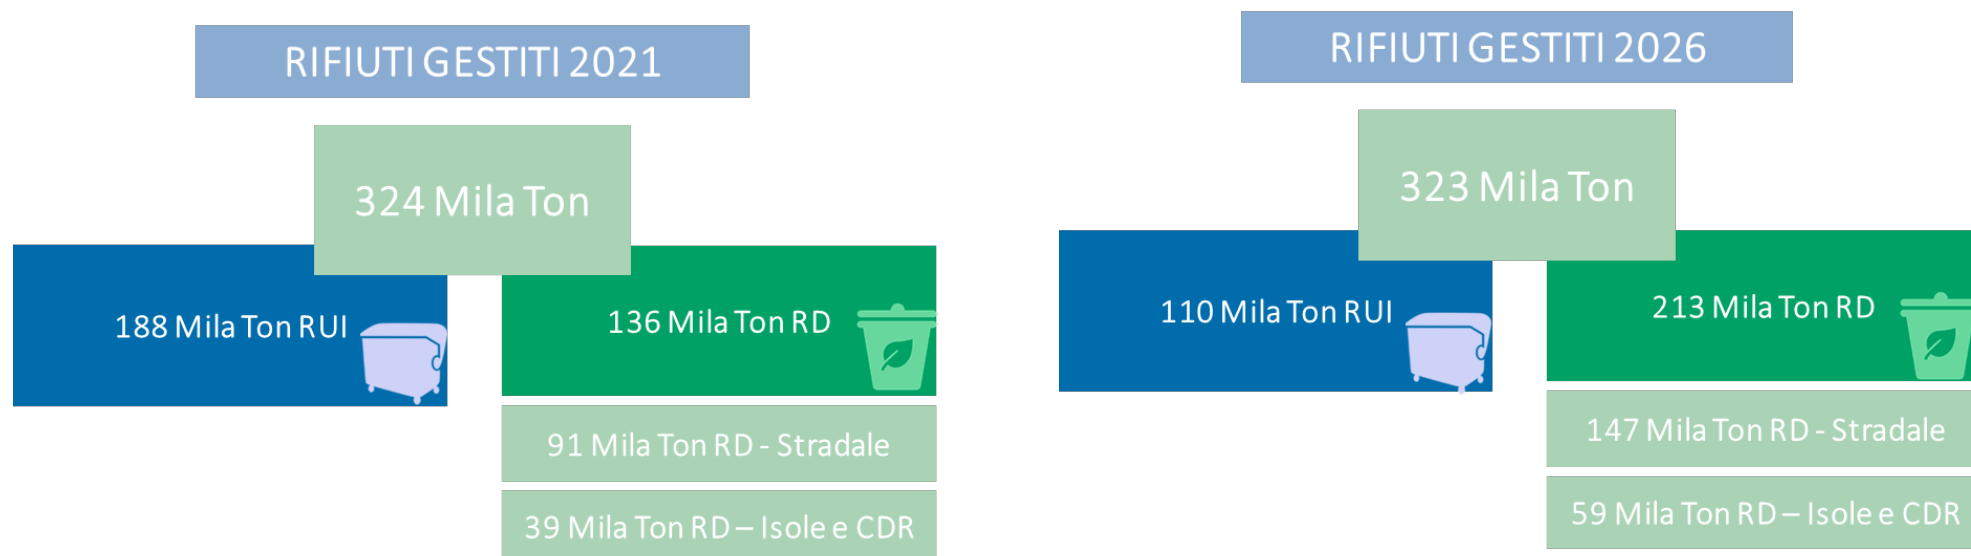 RIFIUTI GESTITI 2021
324 Mila Ton
188 Mila Ton RUI
136 Mila Ton RD
91 Mila Ton RD - Stradale
39 Mila Ton RD – Isole e CDR
RIFIUTI GESTITI 2026
323 Mila Ton
110 Mila Ton RUI
213 Mila Ton RD
147 Mila Ton RD - Stradale
59 Mila Ton RD – Isole e CDR